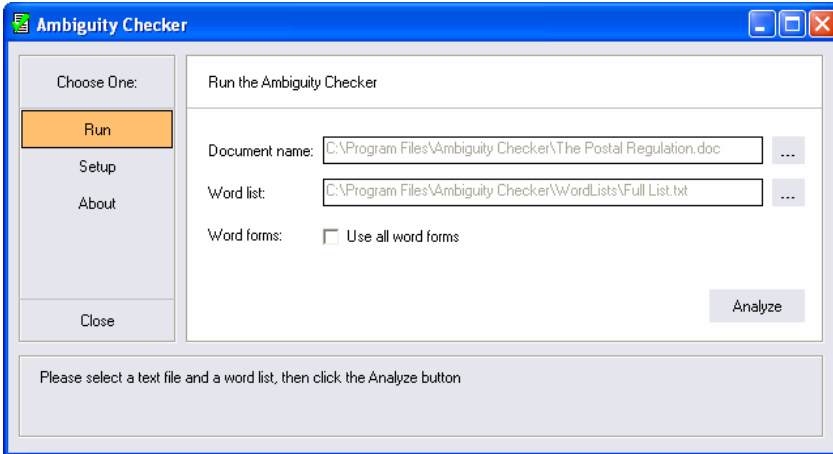 Ambiguity Checker
Choose One:
Run the Ambiguity Checker
Run
Setup
About
Close
Document name: C:\Program Files\Ambiguity Checker\The Postal Regulation.doc ...
Word list: C:\Program Files\Ambiguity Checker\WordLists\Full List.txt ...
Word forms: Use all word forms
Analyze
Please select a text file and a word list, then click the Analyze button